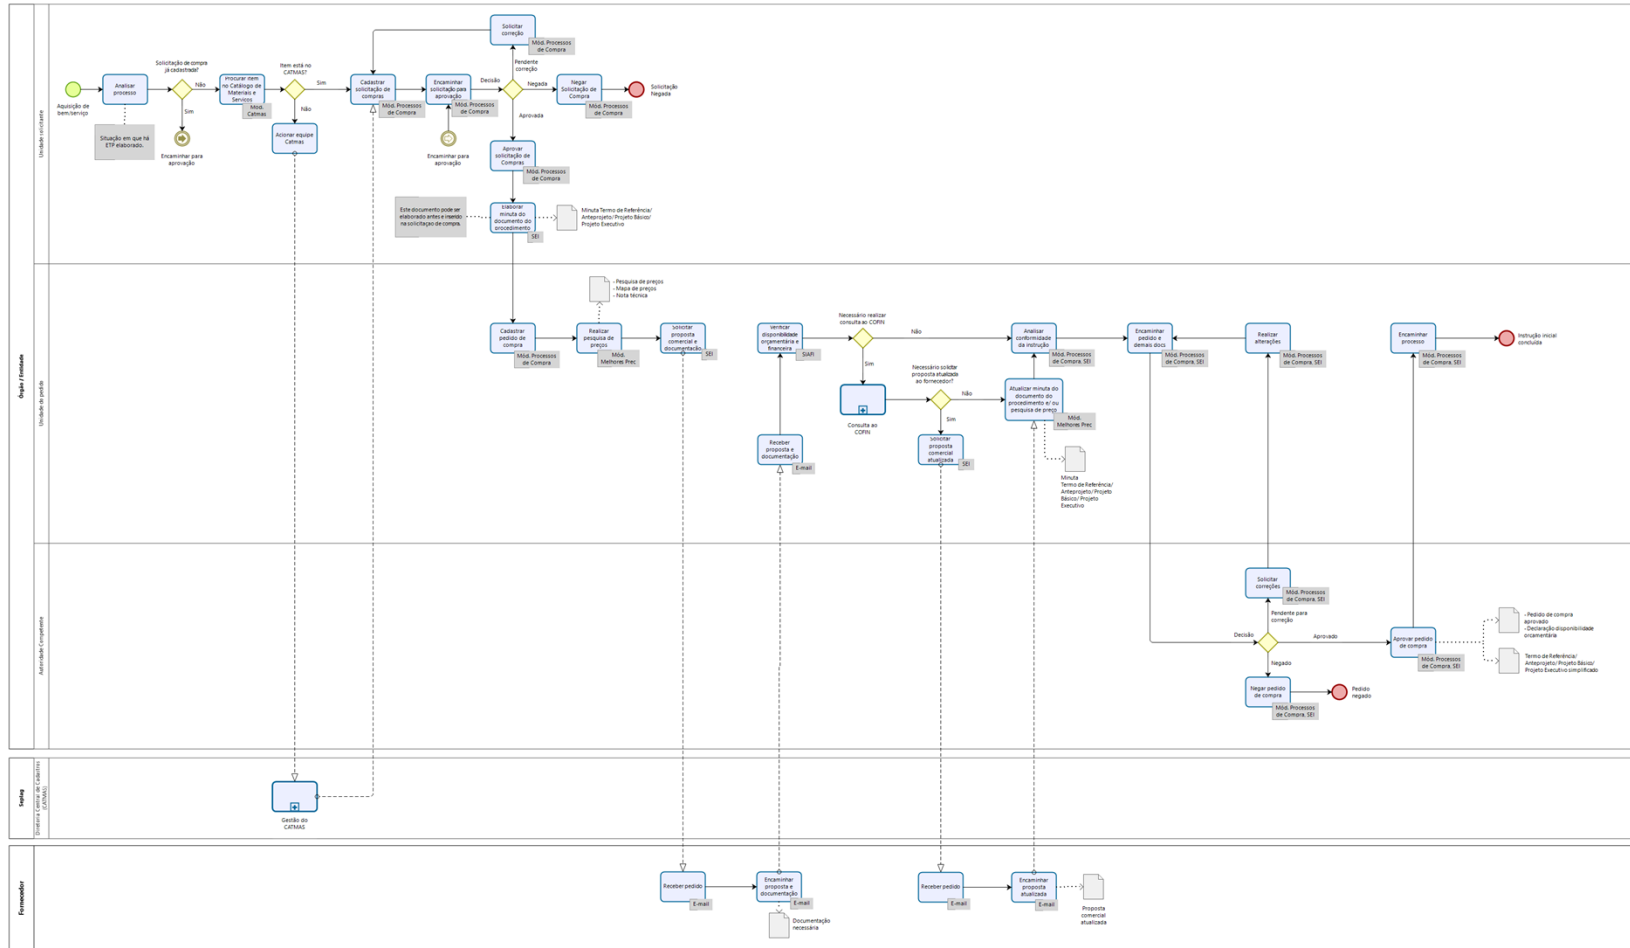 Órgão / Entidade
Unidade solicitante
Aquisição de
bem/serviço
Analisar
processo
Situação em que há
ETP elaborado.
Solicitação de compra
já cadastrada?
Não
Sim
Encaminhar para
aprovação
Procurar item
no Catálogo de
Materiais e
Serviços
Mód.
Catmas
Item está no
CATMAS?
Sim
Não
Acionar equipe
Catmas
Cadastrar
solicitação de
compras
Mód. Processos
de Compra
Encaminhar
solicitação para
aprovação
Mód. Processos
de Compra
Encaminhar para
aprovação
Solicitar
correção
Mód. Processos
de Compra
Pendente
correção
Decisão
Negada
Aprovada
Negar
Solicitação de
Compra
Mód. Processos
de Compra
Solicitação
Negada
Aprovar
solicitação de
Compras
Mód. Processos
de Compra
Este documento pode ser
elaborado antes e inserido
na solicitaçao de compra.
Elaborar
minuta do
documento do
procedimento
SEI
Minuta Termo de Referência/
Anteprojeto/ Projeto Básico/
Projeto Executivo
Unidade de pedido
Cadastrar
pedido de
compra
Mód. Processos
de Compra
- Pesquisa de preços
- Mapa de preços
- Nota técnica
Realizar
pesquisa de
preços
Mód.
Melhores Prec
Solicitar
proposta
comercial e
documentação
SEI
Verificar
disponibilidade
orçamentária e
financeira
SIAFI
Receber
proposta e
documentação
E-mail
Necessário realizar
consulta ao COFIN
Não
Sim
Consulta ao
COFIN
Necessário solicitar
proposta atualizada
ao fornecedor?
Não
Sim
Solicitar
proposta
comercial
atualizada
SEI
Analisar
conformidade
da instrução
Mód. Processos
de Compra, SEI
Atualizar minuta do
documento do
procedimento e/ ou
pesquisa de preço
Mód.
Melhores Prec
Minuta
Termo de Referência/
Anteprojeto/ Projeto
Básico/ Projeto
Executivo
Encaminhar
pedido e
demais docs
Mód. Processos
de Compra, SEI
Realizar
alterações
Mód. Processos
de Compra, SEI
Encaminar
processo
Mód. Processos
de Compra, SEI
Instrução inicial
concluída
Autoridade Competente
Solicitar
correções
Mód. Processos
de Compra, SEI
Pendente para
correção
Decisão
Aprovado
Negado
Negar pedido
de compra
Mód. Processos
de Compra, SEI
Pedido
negado
Aprovar pedido
de compra
Mód. Processos
de Compra, SEI
- Pedido de compra
aprovado
- Declaração disponibilidade
orcamentária
Termo de Referência/
Anteprojeto/ Projeto Básico/
Projeto Executivo simplificado
Seplag
Diretoria Central de Cadastros
(CATMAS)
Gestão do
CATMAS
Fornecedor
Receber pedido
E-mail
Encaminhar
proposta e
documentação
E-mail
Documentação
necessária
Receber pedido
E-mail
Encaminhar
proposta
atualizada
E-mail
Proposta
comercial
atualizada